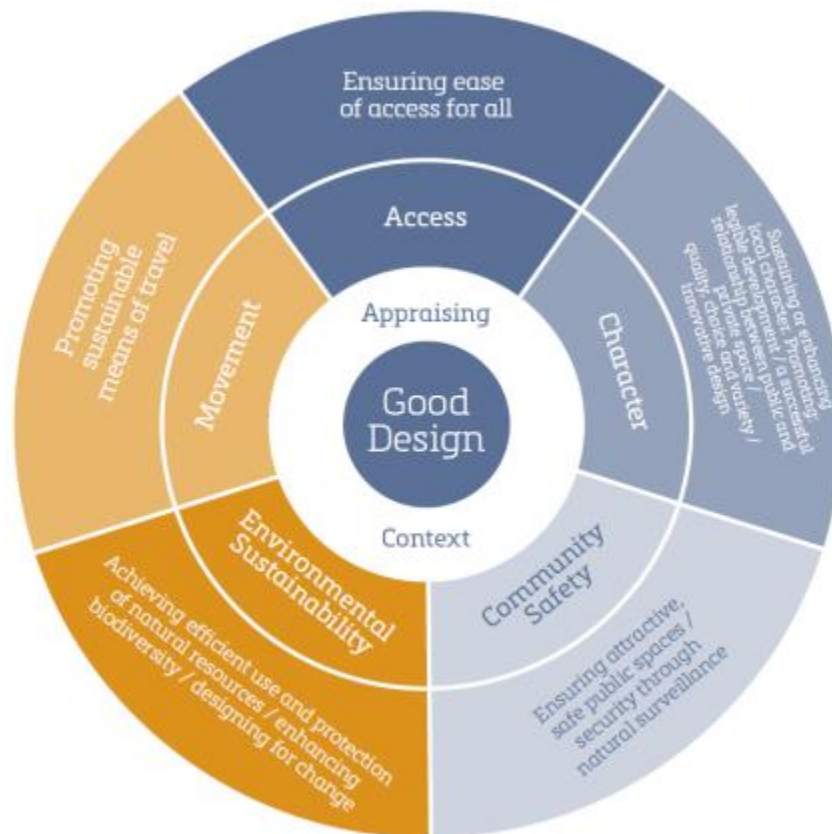 Ensuring ease
of access for all
Access
Sustaining or enhancing
local character. Promoting
legible development / a successful
relationship between public and
private space /
quality, choice and variety /
innovative design
Character
Community
Safety
Ensuring attractive,
safe public spaces /
security through
natural surveillance
Environmental
Sustainability
Achieving efficient use and protection
of natural resources / enhancing
biodiversity / designing for change
Movement
Promoting
sustainable
means of travel
Appraising
Good
Design
Context